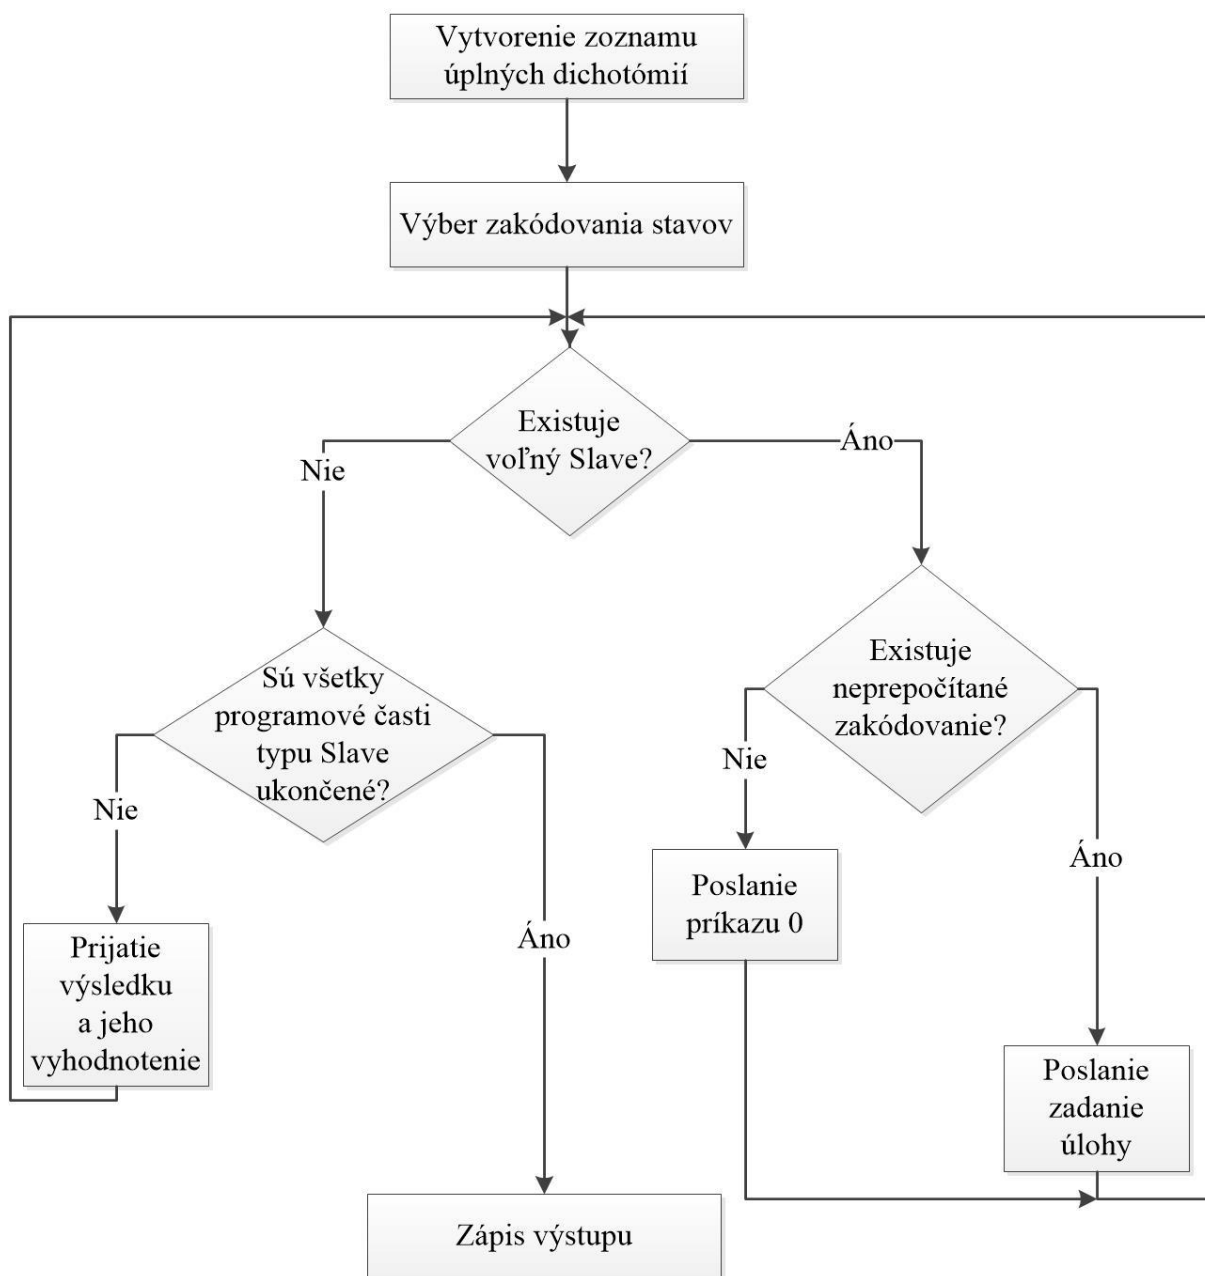 Vytvorenie zoznamu
úplných dichotómií
Výber zakódovania stavov
Existuje
voľný Slave?
Nie
Áno
Sú všetky
programové časti
typu Slave
ukončené?
Existuje
neprepočítané
zakódovanie?
Nie
Áno
Nie
Áno
Prijatie
výsledku
a jeho
vyhodnotenie
Poslanie
príkazu 0
Poslanie
zadanie
úlohy
Zápis výstupu